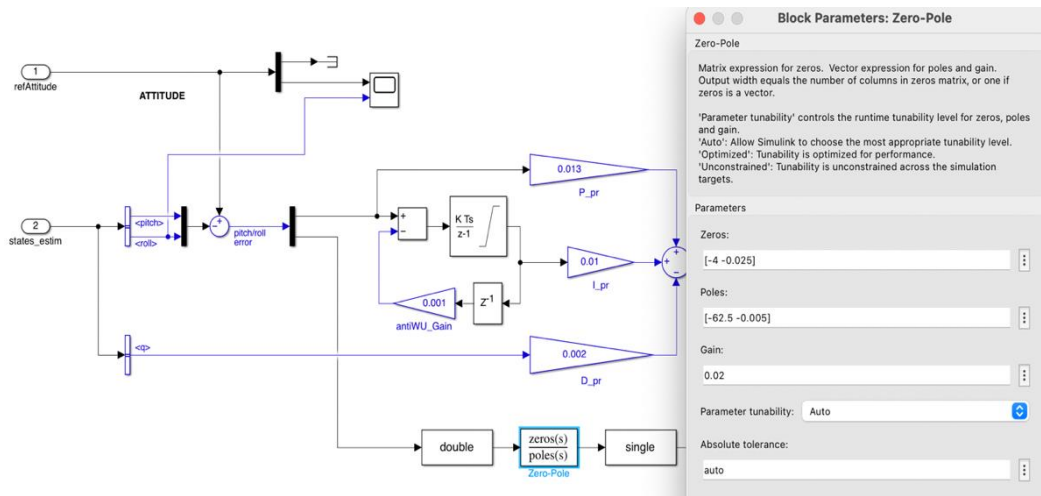 1
refAttitude
ATTITUDE
2
states_estim
<pitch>
<roll>
pitch/roll
error
<q>
K Ts
z-1
z-1
0.001
antiWU_Gain
0.013
P_pr
0.01
I_pr
0.002
D_pr
double
zeros(s)
poles(s)
Zero-Pole
single
Block Parameters: Zero-Pole
Zero-Pole
Matrix expression for zeros. Vector expression for poles and gain.
Output width equals the number of columns in zeros matrix, or one if
zeros is a vector.
'Parameter tunability' controls the runtime tunability level for zeros, poles
and gain.
'Auto': Allow Simulink to choose the most appropriate tunability level.
'Optimized': Tunability is optimized for performance.
'Unconstrained': Tunability is unconstrained across the simulation
targets.
Parameters
Zeros:
[-4 -0.025]
Poles:
[-62.5 -0.005]
Gain:
0.02
Parameter tunability: Auto
Absolute tolerance:
auto